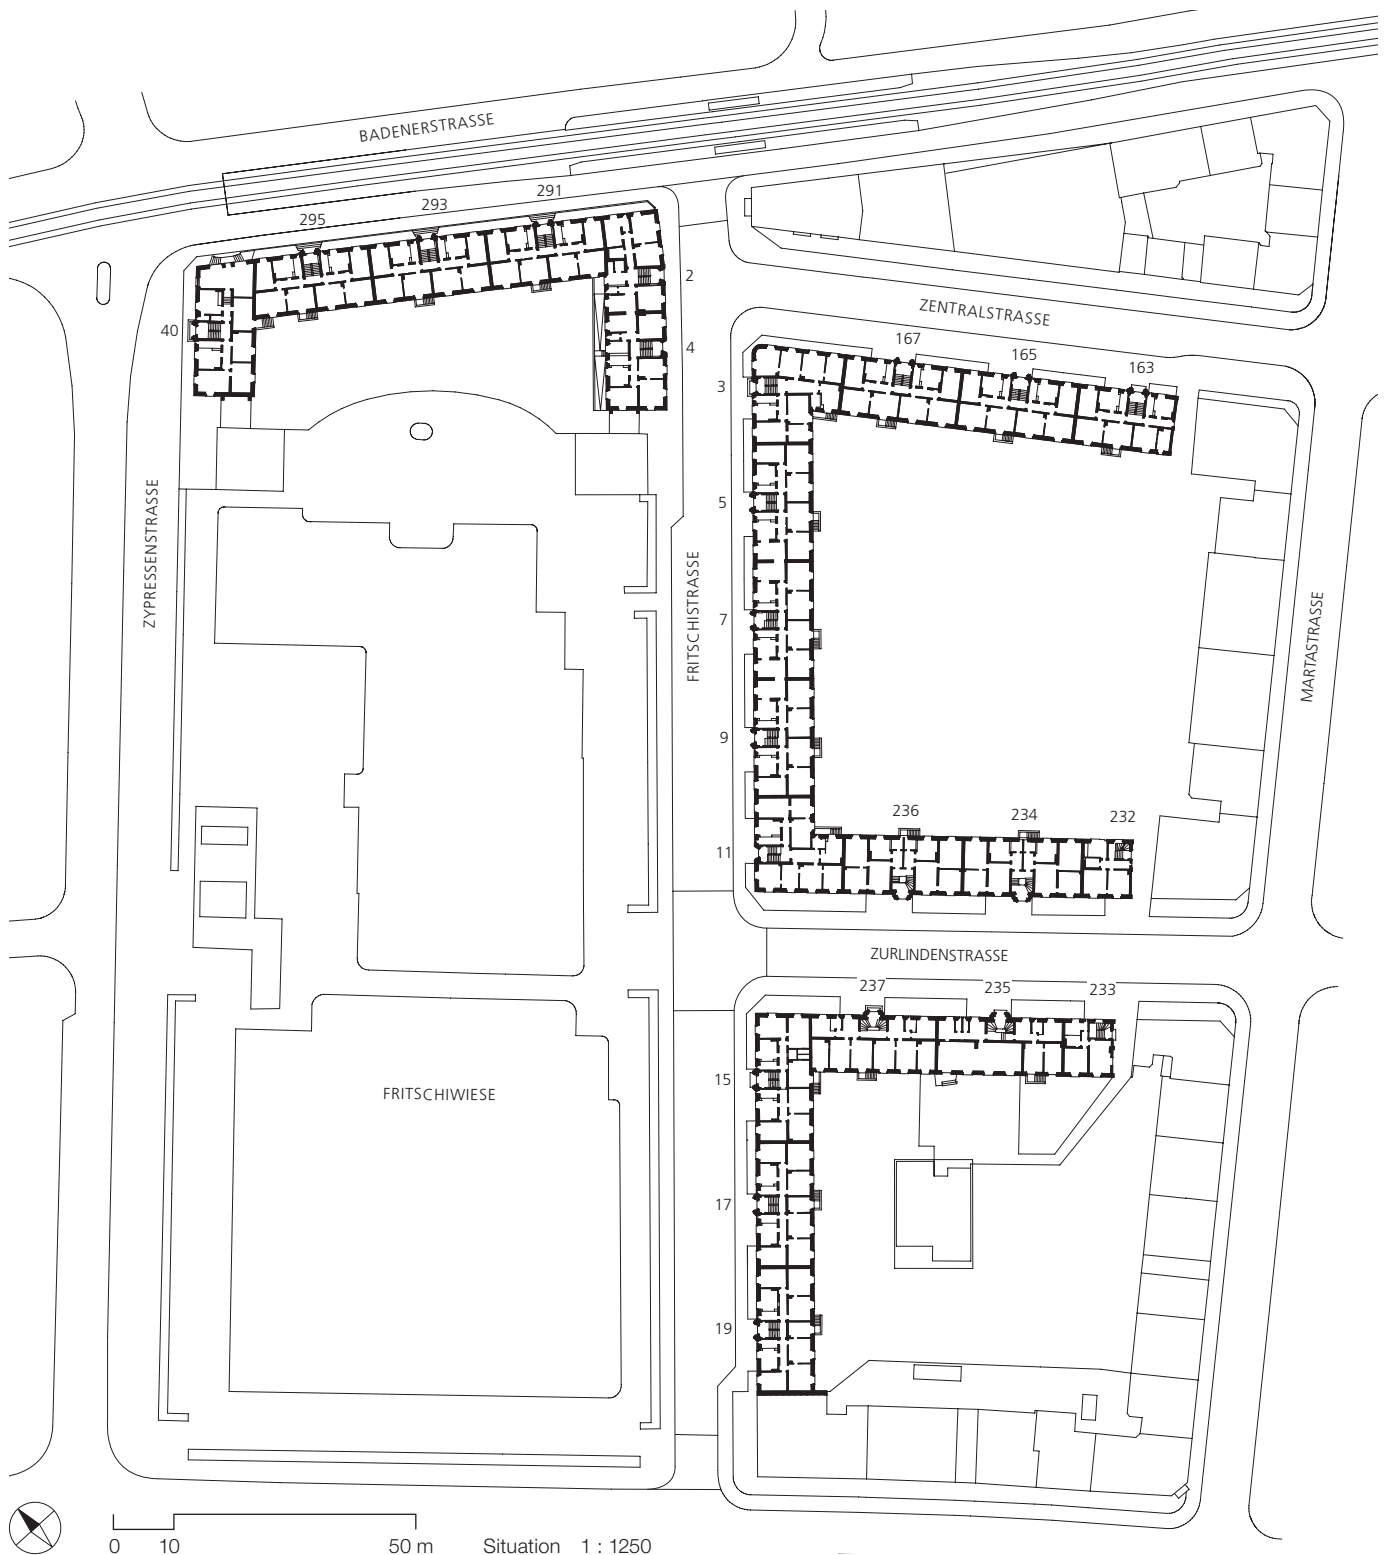 BADENERSTRASSE
291
293
295
2
ZENTRALSTRASSE
40
4
167
165
163
3
ZYPRESSENSTRASSE
5
FRITSCHISTRASSE
7
MARTASTRASSE
9
236
234
232
11
ZURLINDENSTRASSE
237
235
233
15
FRITSCHIWIESE
17
19
0 10 50 m Situation 1 : 1250